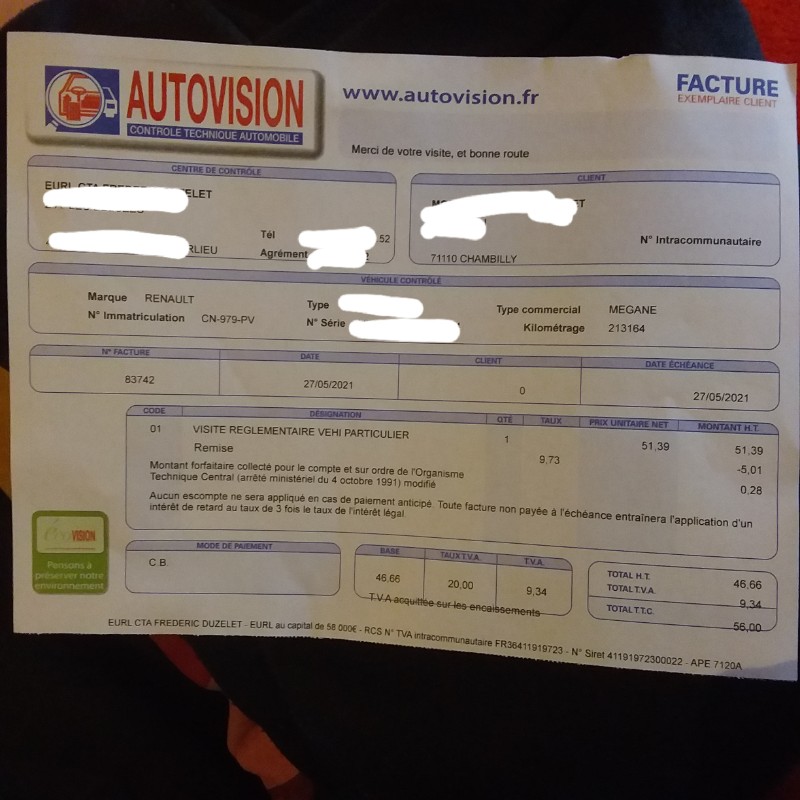 AUTOVISION
CONTROLE TECHNIQUE AUTOMOBILE
www.autovision.fr
FACTURE
EXEMPLAIRE CLIENT
Merci de votre visite, et bonne route
CENTRE DE CONTRÔLE
EURL CTA
Tél
52
Agrément
CLIENT
N° Intracommunautaire
71110 CHAMBILLY
VÉHICULE CONTRÔLÉ
Marque RENAULT
Type
Type commercial MEGANE
N° Immatriculation CN-979-PV
N° Série
Kilométrage 213164
N° FACTURE DATE CLIENT DATE ÉCHÉANCE
83742 27/05/2021 0 27/05/2021
CODE DÉSIGNATION QTÉ TAUX PRIX UNITAIRE NET MONTANT H.T.
01 VISITE REGLEMENTAIRE VEHI PARTICULIER 1 51,39 51,39
Remise 9,73 -5,01
Montant forfaitaire collecté pour le compte et sur ordre de l'Organisme
Technique Central (arrêté ministériel du 4 octobre 1991) modifié 0,28
Aucun escompte ne sera appliqué en cas de paiement anticipé. Toute facture non payée à l'échéance entraînera l'application d'un
intérêt de retard au taux de 3 fois le taux de l'intérêt légal.
VISION
Pensons à
préserver notre
environnement
MODE DE PAIEMENT
C.B.
BASE TAUX T.V.A. T.V.A.
46,66 20,00 9,34
T.V.A acquittée sur les encaissements
TOTAL H.T. 46,66
TOTAL T.V.A. 9,34
TOTAL T.T.C. 56,00
EURL CTA FREDERIC DUZELET - EURL au capital de 58 000€ - RCS N° TVA intracommunautaire FR36411919723 - N° Siret 41191972300022 - APE 7120A